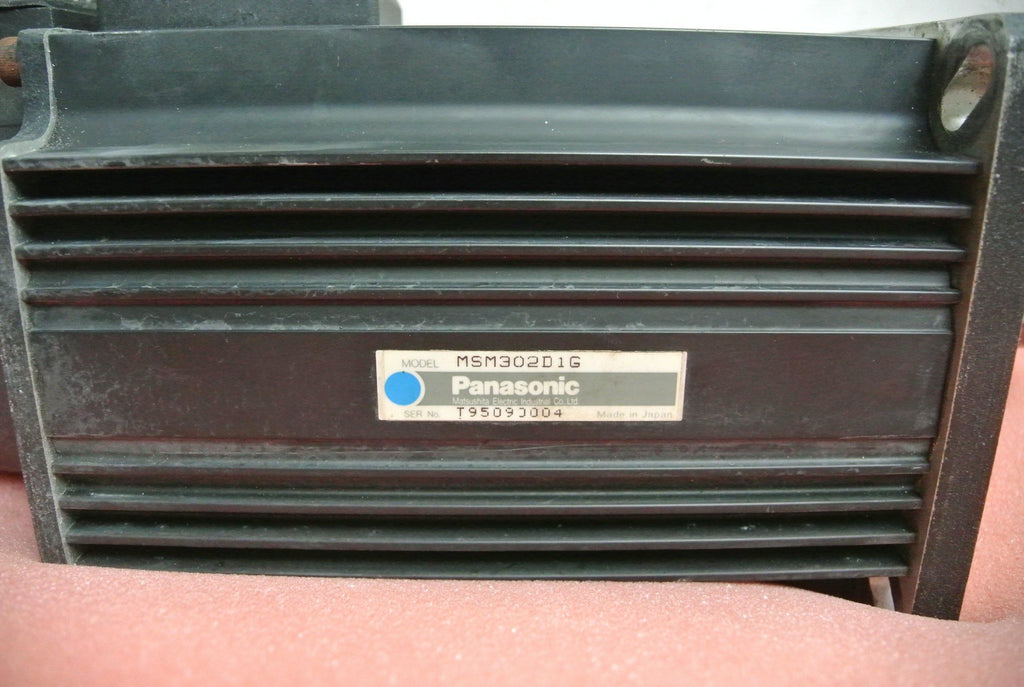 MODEL MSM302D1G
Panasonic
Matsushita Electric Industrial Co., Ltd.
SER No. T95093004 Made in Japan